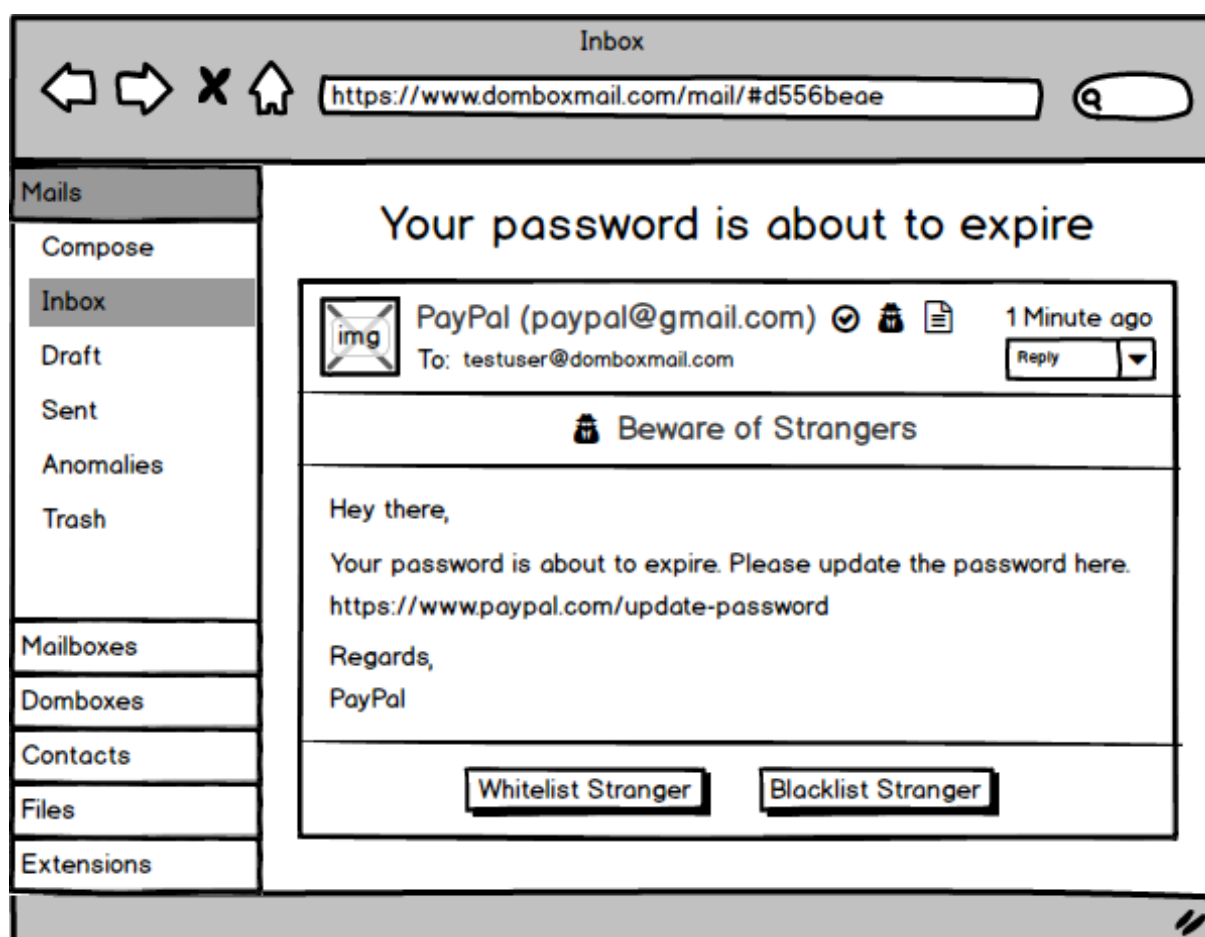 Inbox
https://www.domboxmail.com/mail/#d556beae
Mails
Compose
Inbox
Draft
Sent
Anomalies
Trash
Mailboxes
Domboxes
Contacts
Files
Extensions
Your password is about to expire
img
PayPal (paypal@gmail.com)
1 Minute ago
To: testuser@domboxmail.com
Reply
Beware of Strangers
Hey there,
Your password is about to expire. Please update the password here.
https://www.paypal.com/update-password
Regards,
PayPal
Whitelist Stranger
Blacklist Stranger